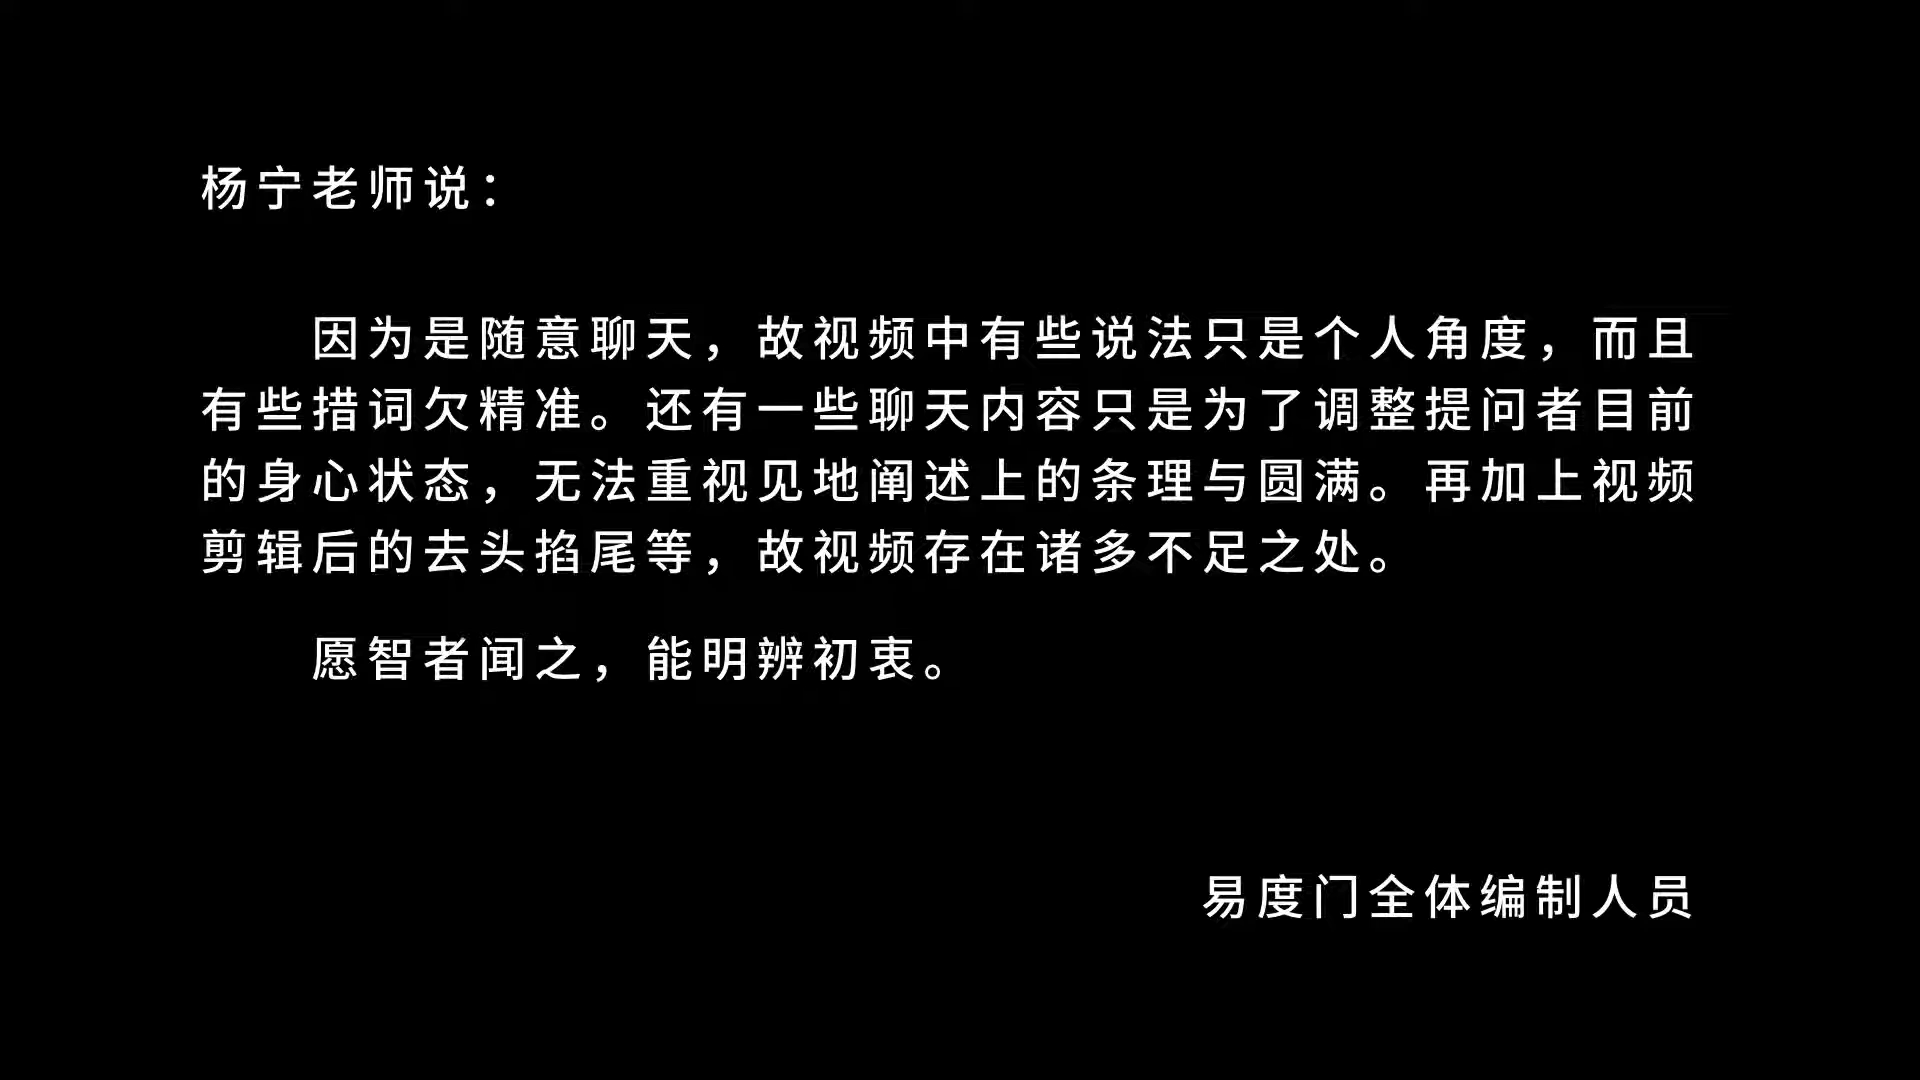 杨宁老师说：
因为是随意聊天，故视频中有些说法只是个人角度，而且
有些措词欠精准。还有一些聊天内容只是为了调整提问者目前
的身心状态，无法重视见地阐述上的条理与圆满。再加上视频
剪辑后的去头掐尾等，故视频存在诸多不足之处。
愿智者闻之，能明辨初衷。
易度门全体编制人员